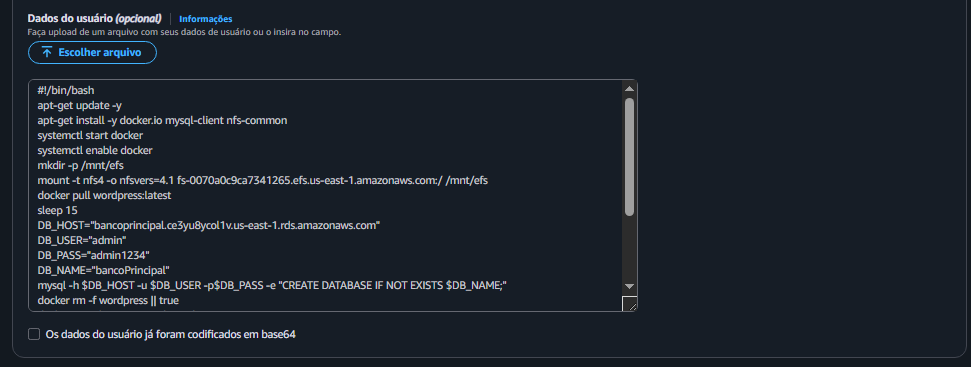 Dados do usuário (opcional) | Informações
Faça upload de um arquivo com seus dados de usuário ou o insira no campo.
Escolher arquivo
#!/bin/bash
apt-get update -y
apt-get install -y docker.io mysql-client nfs-common
systemctl start docker
systemctl enable docker
mkdir -p /mnt/efs
mount -t nfs4 -o nfsvers=4.1 fs-0070a0c9ca7341265.efs.us-east-1.amazonaws.com:/ /mnt/efs
docker pull wordpress:latest
sleep 15
DB_HOST="bancoprincipal.ce3yu8ycol1v.us-east-1.rds.amazonaws.com"
DB_USER="admin"
DB_PASS="admin1234"
DB_NAME="bancoPrincipal"
mysql -h $DB_HOST -u $DB_USER -p$DB_PASS -e "CREATE DATABASE IF NOT EXISTS $DB_NAME;"
docker rm -f wordpress || true
Os dados do usuário já foram codificados em base64